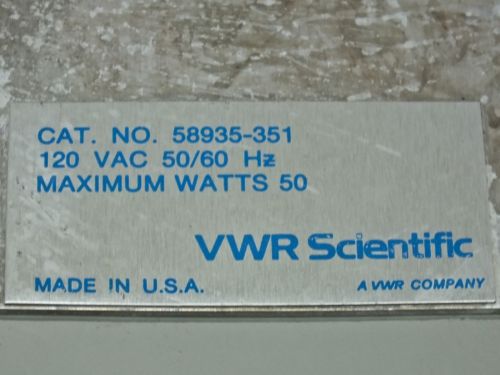 CAT. NO. 58935-351
120 VAC 50/60 Hz
MAXIMUM WATTS 50
VWR Scientific
MADE IN U.S.A.
A VWR COMPANY